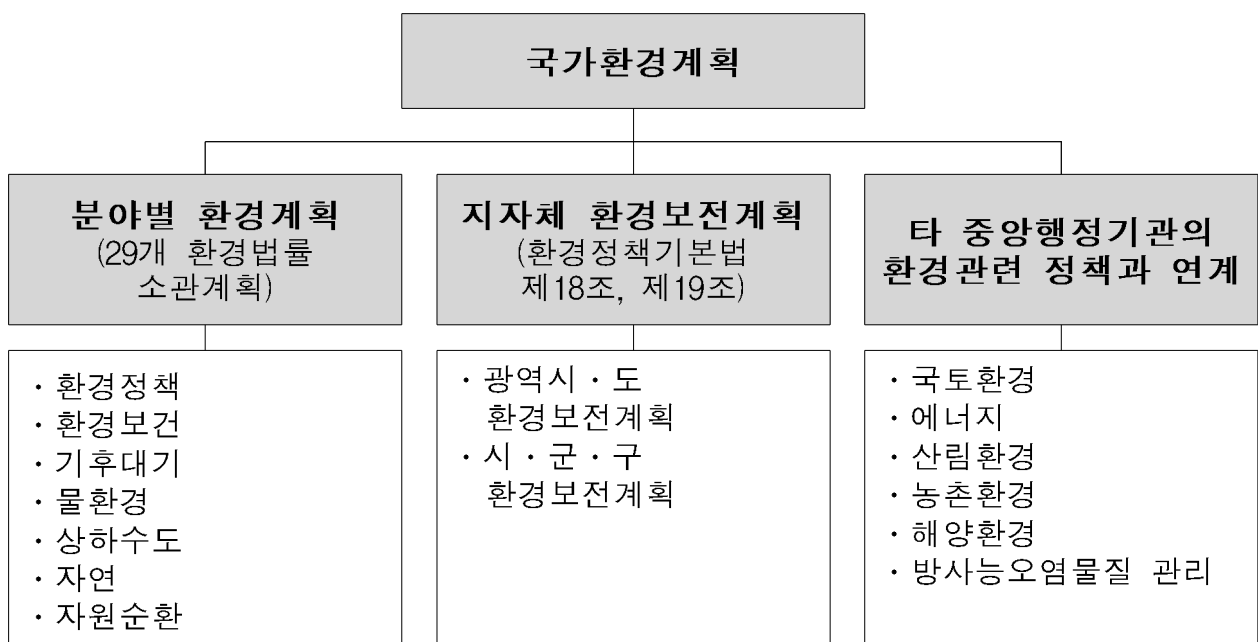 국가환경계획
분야별 환경계획
(29개 환경법률
소관계획)
· 환경정책
· 환경보건
· 기후대기
· 물환경
· 상하수도
· 자연
· 자원순환
지자체 환경보전계획
(환경정책기본법
제18조, 제19조)
· 광역시 · 도
환경보전계획
· 시 · 군 · 구
환경보전계획
타 중앙행정기관의
환경관련 정책과 연계
· 국토환경
· 에너지
· 산림환경
· 농촌환경
· 해양환경
· 방사능오염물질 관리